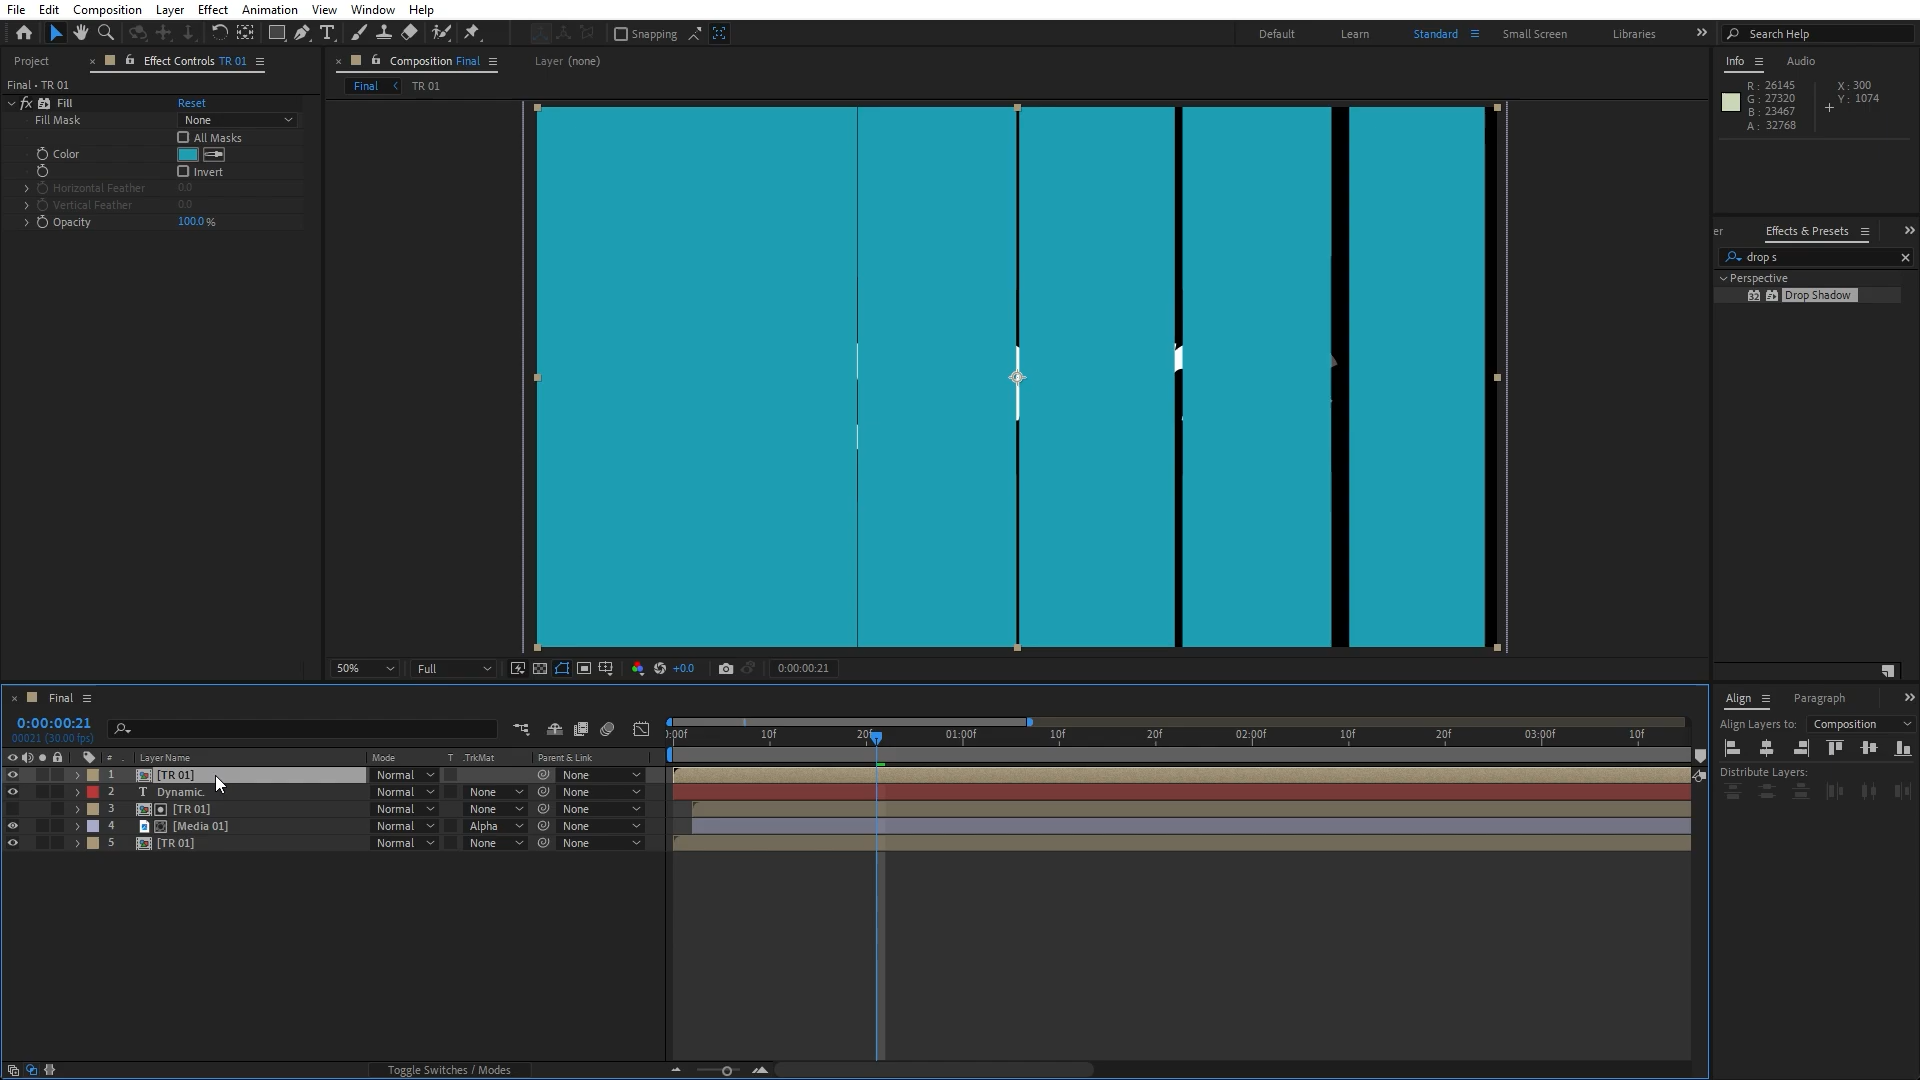 File Edit Composition Layer Effect Animation View Window Help
Snapping Default Learn Standard Small Screen Libraries Search Help
Project Effect Controls TR 01
Composition Final Layer (none)
Info Audio
Final • TR 01
Final TR 01
Fill Reset
Fill Mask None
All Masks
Color
Invert
Horizontal Feather 0.0
Vertical Feather 0.0
Opacity 100.0 %
R: 26145 X: 300
G: 27320 Y: 1074
B: 23467
A: 32768
er Effects & Presets
drop s
Perspective
32 Drop Shadow
50% Full +0.0 0:00:00:21
Final
0:00:00:21
00021 (30.00 fps)
:00f 10f 20f 01:00f 10f 20f 02:00f 10f 20f 03:00f 10f
# Layer Name Mode T .TrkMat Parent & Link
1 [TR 01] Normal None
2 T Dynamic. Normal None None
3 [TR 01] Normal None None
4 [Media 01] Normal Alpha None
5 [TR 01] Normal None None
Toggle Switches / Modes
Align Paragraph
Align Layers to: Composition
Distribute Layers: